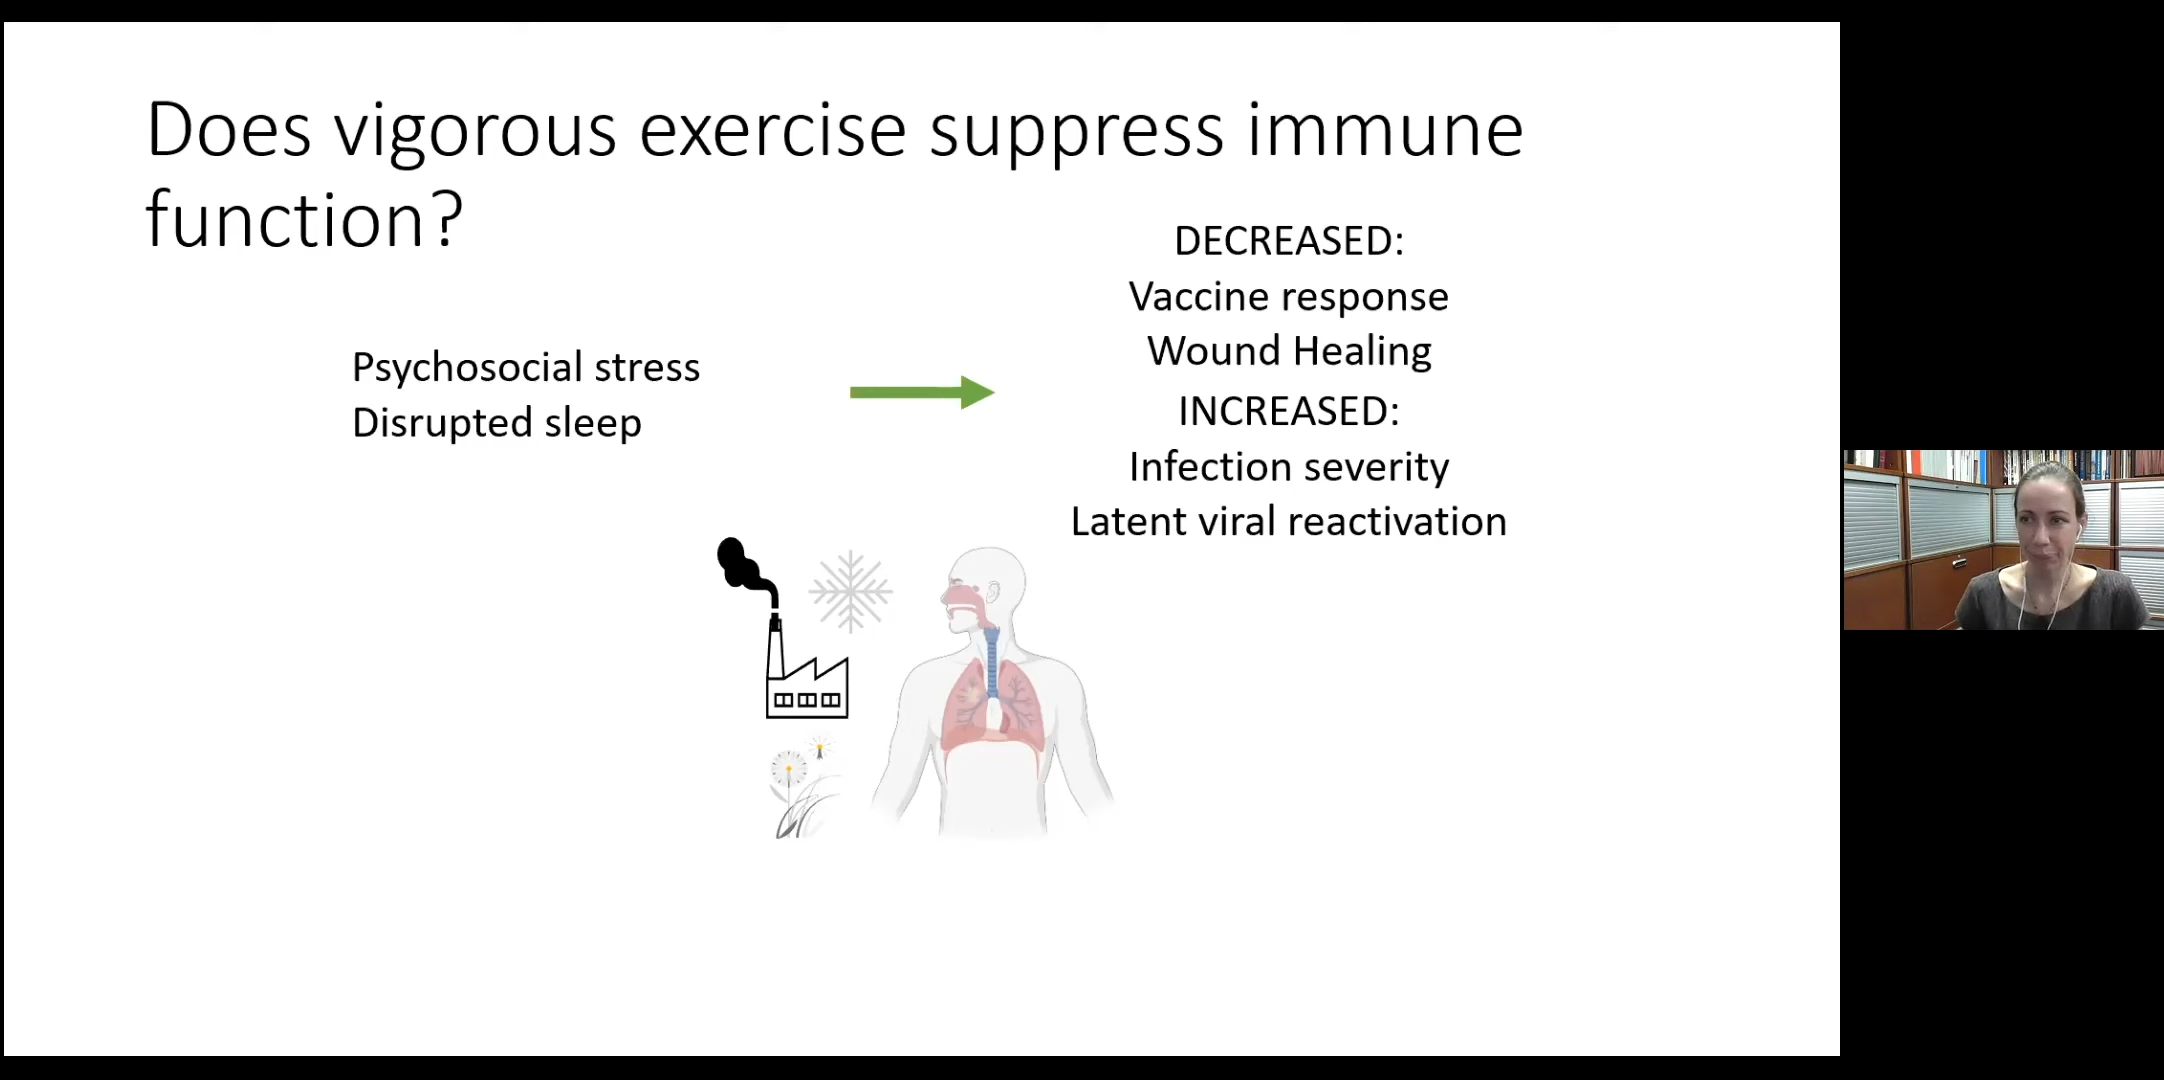 Does vigorous exercise suppress immune
function?
Psychosocial stress
Disrupted sleep
DECREASED:
Vaccine response
Wound Healing
INCREASED:
Infection severity
Latent viral reactivation